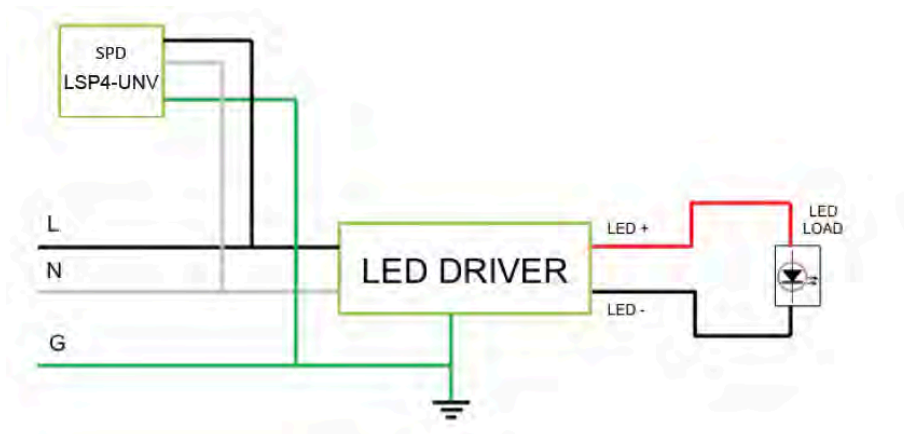 SPD
LSP4-UNV
L
N
G
LED DRIVER
LED +
LED -
LED
LOAD